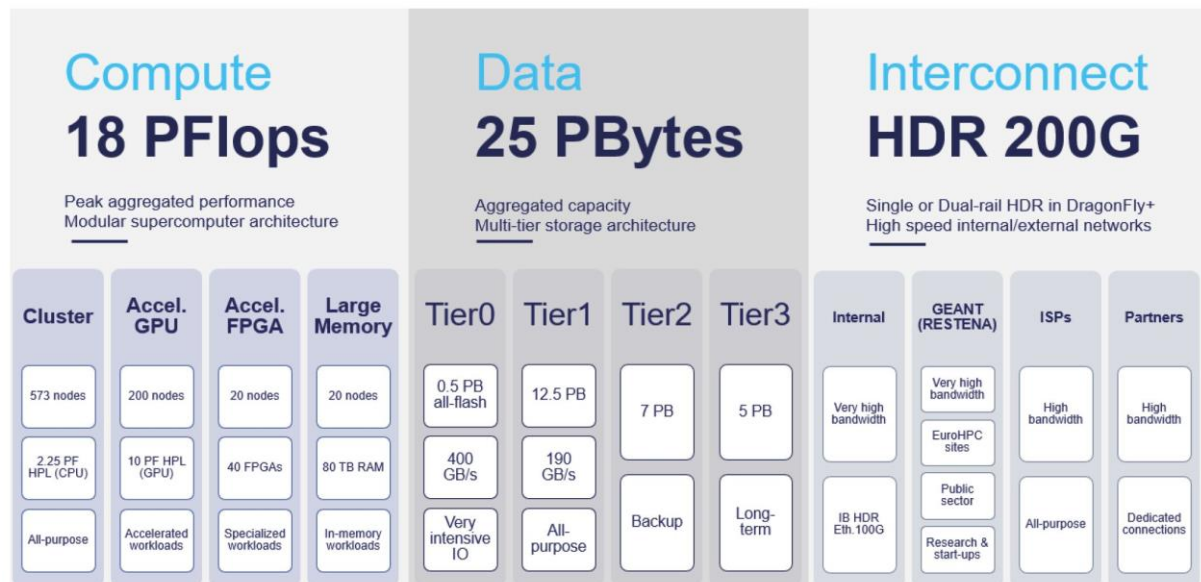 Compute
18 PFlops
Peak aggregated performance
Modular supercomputer architecture
Cluster
573 nodes
2.25 PF
HPL (CPU)
All-purpose
Accel.
GPU
200 nodes
10 PF HPL
(GPU)
Accelerated
workloads
Accel.
FPGA
20 nodes
40 FPGAs
Specialized
workloads
Large
Memory
20 nodes
80 TB RAM
In-memory
workloads
Data
25 PBytes
Aggregated capacity
Multi-tier storage architecture
Tier0
0.5 PB
all-flash
400
GB/s
Very
intensive
IO
Tier1
12.5 PB
190
GB/s
All-
purpose
Tier2
7 PB
Backup
Tier3
5 PB
Long-
term
Interconnect
HDR 200G
Single or Dual-rail HDR in DragonFly+
High speed internal/external networks
Internal
Very high
bandwidth
IB HDR
Eth.100G
GEANT
(RESTENA)
Very high
bandwidth
EuroHPC
sites
Public
sector
Research &
start-ups
ISPs
High
bandwidth
All-purpose
Partners
High
bandwidth
Dedicated
connections